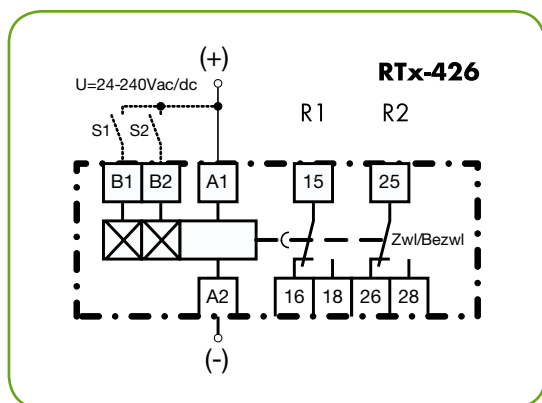 (+)
RTx-426
U=24-240Vac/dc
R1 R2
S1 S2
B1 B2 A1 15 25
Zwl/Bezwl
A2 16 18 26 28
(-)